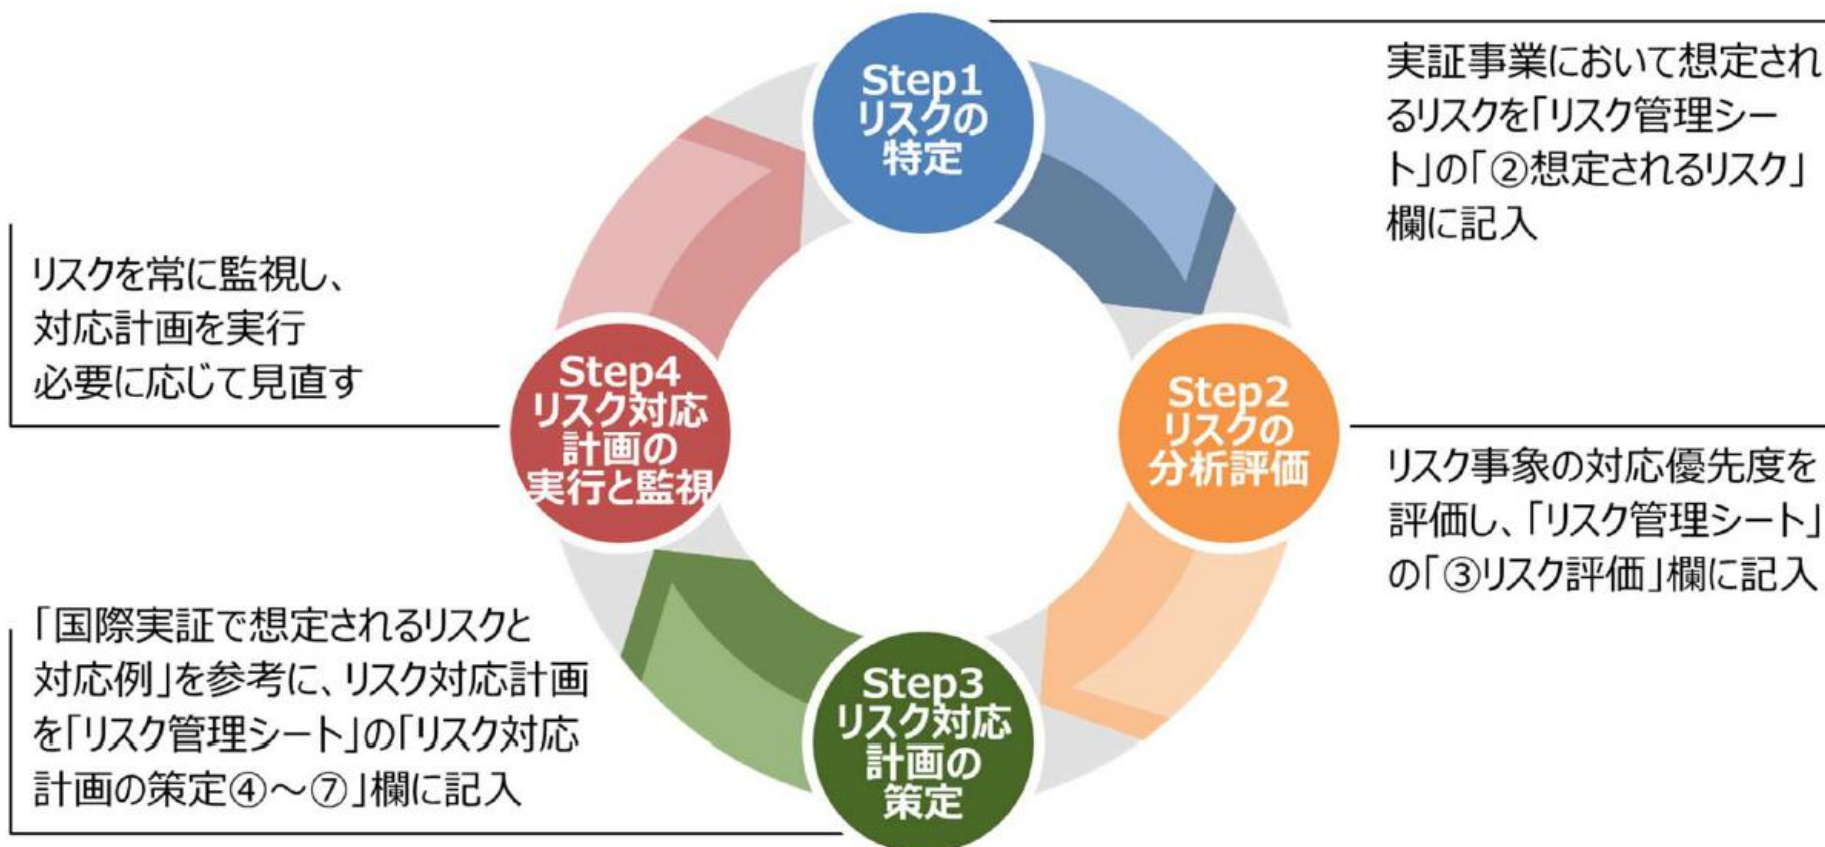 Step1
リスクの
特定
実証事業において想定され
るリスクを「リスク管理シー
ト」の「②想定されるリスク」
欄に記入
Step2
リスクの
分析評価
リスク事象の対応優先度を
評価し、「リスク管理シート」
の「③リスク評価」欄に記入
Step3
リスク対応
計画の
策定
「国際実証で想定されるリスクと
対応例」を参考に、リスク対応計画
を「リスク管理シート」の「リスク対応
計画の策定④～⑦」欄に記入
Step4
リスク対応
計画の
実行と監視
リスクを常に監視し、
対応計画を実行
必要に応じて見直す